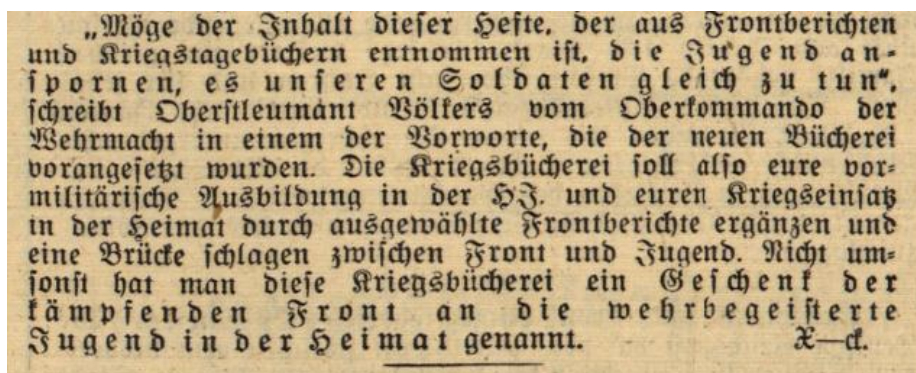 „Möge der Inhalt dieser Hefte, der aus Frontberichten
und Kriegstagebüchern entnommen ist, die Jugend an-
spornen, es unseren Soldaten gleich zu tun",
schreibt Oberstleutnant Völkers vom Oberkommando der
Wehrmacht in einem der Vorworte, die der neuen Bücherei
vorangesetzt wurden. Die Kriegsbücherei soll also eure vor-
militärische Ausbildung in der HJ. und euren Kriegseinsatz
in der Heimat durch ausgewählte Frontberichte ergänzen und
eine Brücke schlagen zwischen Front und Jugend. Nicht um-
sonst hat man diese Kriegsbücherei ein Geschenk der
kämpfenden Front an die wehrbegeisterte
Jugend in der Heimat genannt. X—ck.